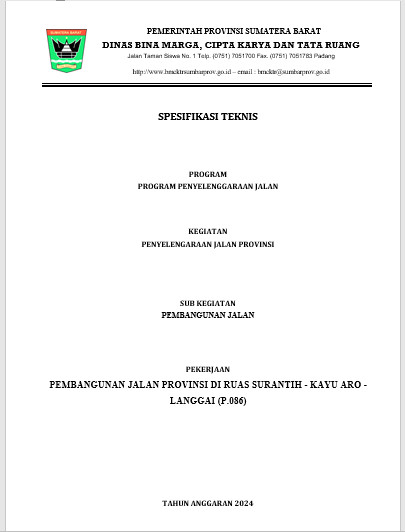 PEMERINTAH PROVINSI SUMATERA BARAT
DINAS BINA MARGA, CIPTA KARYA DAN TATA RUANG
Jalan Taman Siswa No. 1 Telp. (0751) 7051700 Fax. (0751) 7051783 Padang
http://www.bmcktrsumbarprov.go.id – email : bmcktr@sumbarprov.go.id
SPESIFIKASI TEKNIS
PROGRAM
PROGRAM PENYELENGGARAAN JALAN
KEGIATAN
PENYELENGARAAN JALAN PROVINSI
SUB KEGIATAN
PEMBANGUNAN JALAN
PEKERJAAN
PEMBANGUNAN JALAN PROVINSI DI RUAS SURANTIH - KAYU ARO -
LANGGAI (P.086)
TAHUN ANGGARAN 2024